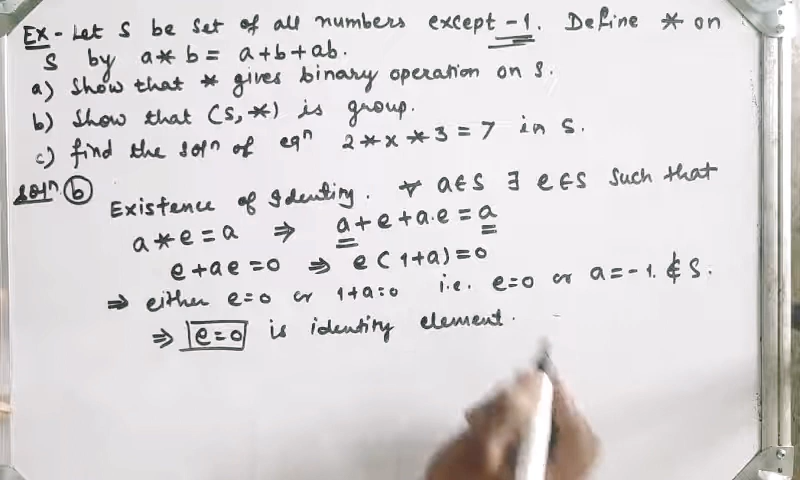 EX - Let S be set of all numbers except -1. Define * on
S by a * b = a+b+ab.
a) Show that * gives binary operation on S.
b) Show that (S, *) is group.
c) find the solⁿ of eqⁿ 2 * x * 3 = 7 in S.
solⁿ (b) Existence of Identity. ∀ a∈S ∃ e∈S such that
a * e = a ⇒ a + e + a.e = a
e + ae = 0 ⇒ e(1+a) = 0
⇒ either e=0 or 1+a=0 i.e. e=0 or a=-1. ∉ S.
⇒ e=0 is identity element.